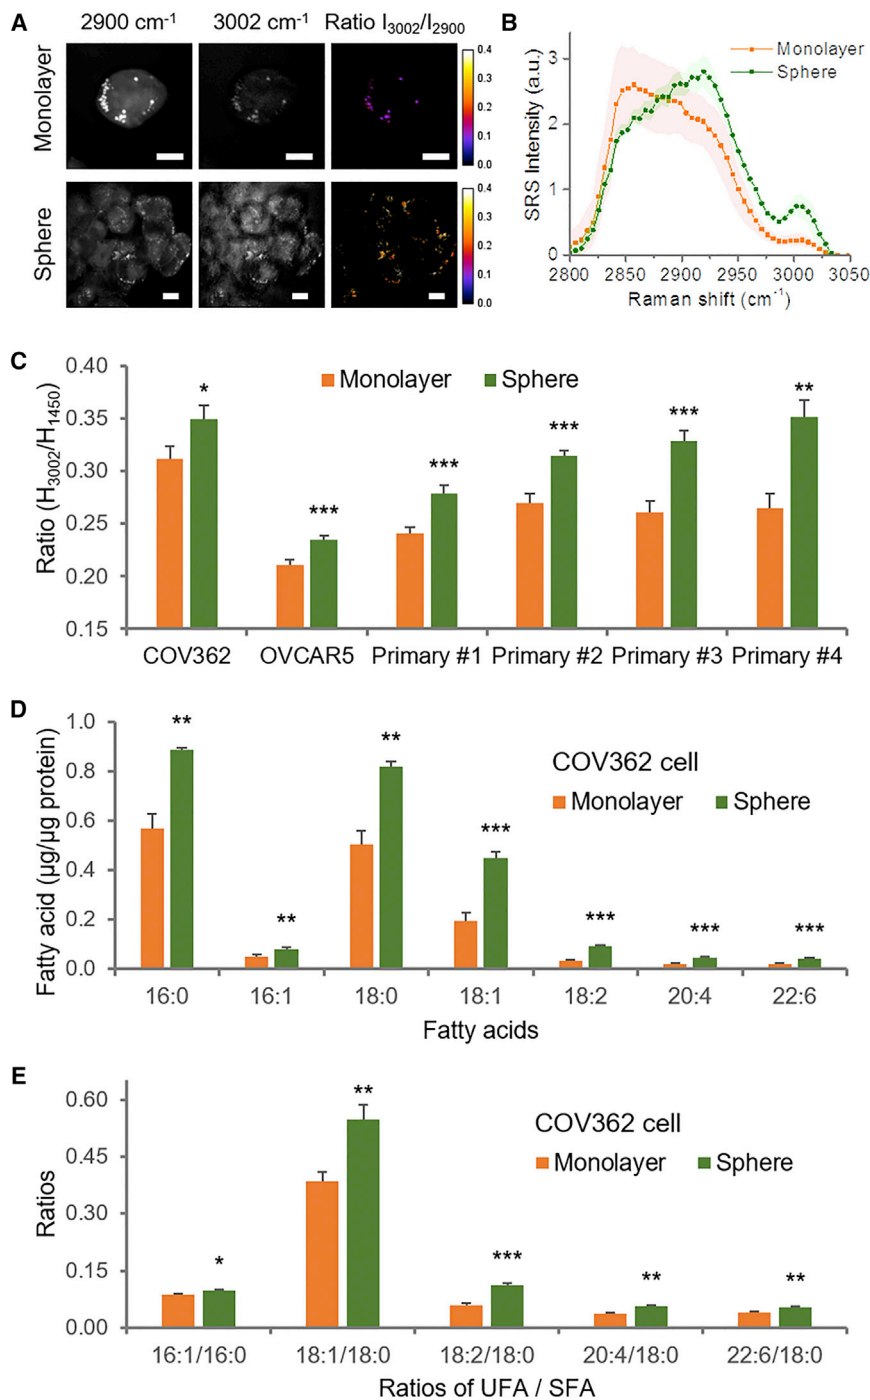 A
2900 cm⁻¹ 3002 cm⁻¹ Ratio I₃₀₀₂/I₂₉₀₀
Monolayer
0.4
0.3
0.2
0.1
0.0
Sphere
0.4
0.3
0.2
0.1
0.0
B
Monolayer
Sphere
SRS Intensity (a.u.)
3
2
1
0
2800 2850 2900 2950 3000 3050
Raman shift (cm⁻¹)
C
Monolayer Sphere
Ratio (H₃₀₀₂/H₁₄₅₀)
0.40
0.35
0.30
0.25
0.20
0.15
* *** *** *** *** **
COV362 OVCAR5 Primary #1 Primary #2 Primary #3 Primary #4
D
COV362 cell
Monolayer Sphere
Fatty acid (µg/µg protein)
1.0
0.8
0.6
0.4
0.2
0.0
** ** ** *** *** *** ***
16:0 16:1 18:0 18:1 18:2 20:4 22:6
Fatty acids
E
COV362 cell
Monolayer Sphere
Ratios
0.60
0.45
0.30
0.15
0.00
* ** *** ** **
16:1/16:0 18:1/18:0 18:2/18:0 20:4/18:0 22:6/18:0
Ratios of UFA / SFA